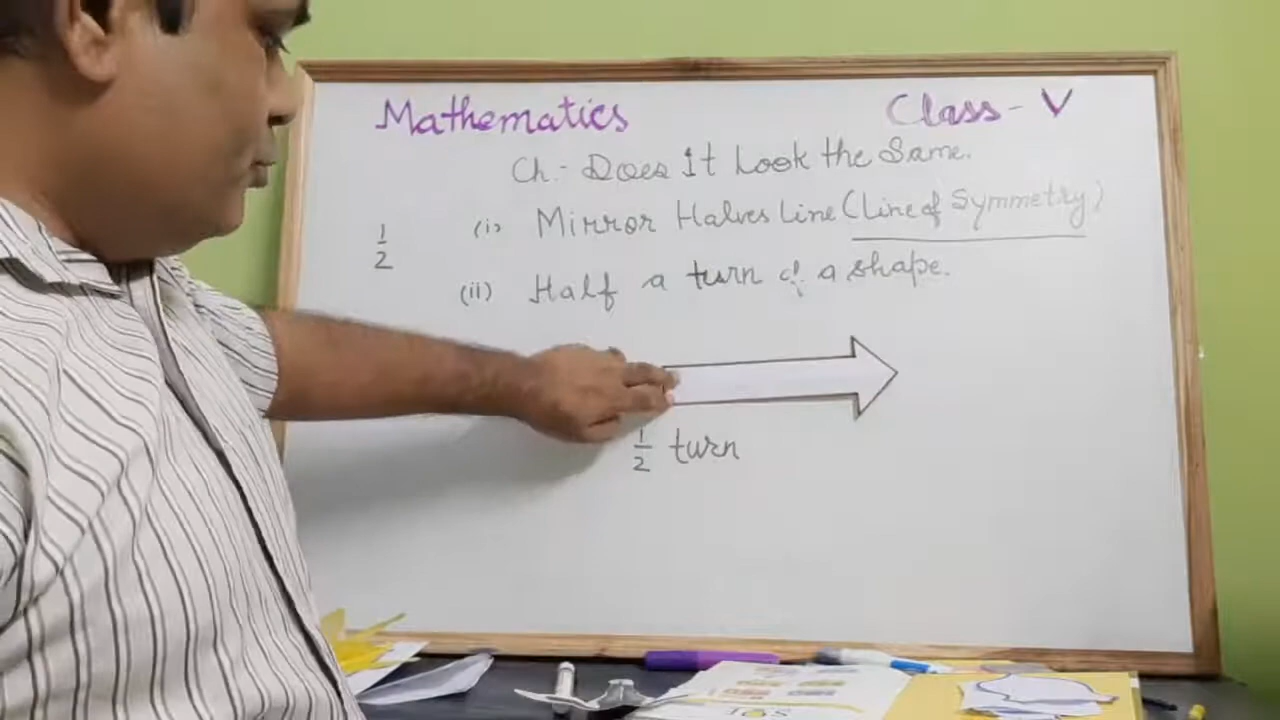 Mathematics Class - V
Ch:- Does It Look the Same.
(i) Mirror Halves Line (Line of Symmetry)
1/2
(ii) Half a turn of a shape.
1/2 turn